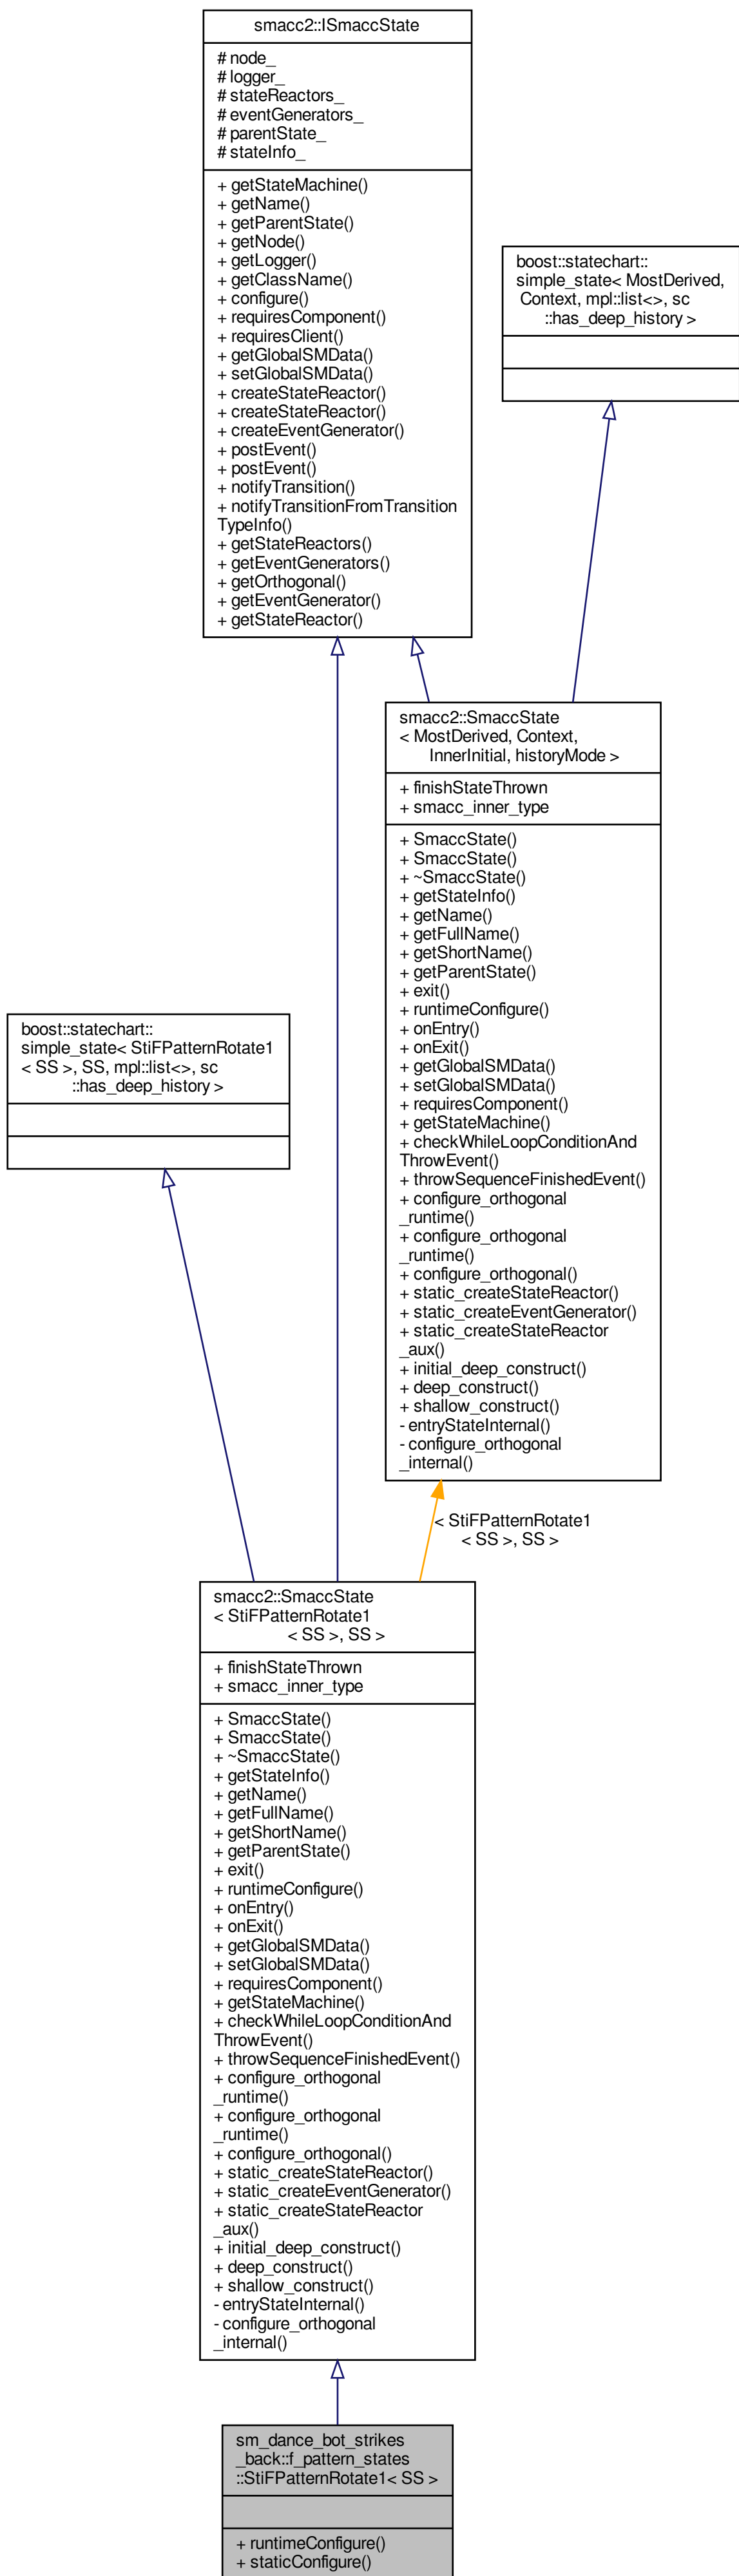 smacc2::ISmaccState
# node_
# logger_
# stateReactors_
# eventGenerators_
# parentState_
# stateInfo_
+ getStateMachine()
+ getName()
+ getParentState()
+ getNode()
+ getLogger()
+ getClassName()
+ configure()
+ requiresComponent()
+ requiresClient()
+ getGlobalSMData()
+ setGlobalSMData()
+ createStateReactor()
+ createStateReactor()
+ createEventGenerator()
+ postEvent()
+ postEvent()
+ notifyTransition()
+ notifyTransitionFromTransition
TypeInfo()
+ getStateReactors()
+ getEventGenerators()
+ getOrthogonal()
+ getEventGenerator()
+ getStateReactor()
boost::statechart::
simple_state< MostDerived,
Context, mpl::list<>, sc
::has_deep_history >
smacc2::SmaccState
< MostDerived, Context,
InnerInitial, historyMode >
+ finishStateThrown
+ smacc_inner_type
+ SmaccState()
+ SmaccState()
+ ~SmaccState()
+ getStateInfo()
+ getName()
+ getFullName()
+ getShortName()
+ getParentState()
+ exit()
+ runtimeConfigure()
+ onEntry()
+ onExit()
+ getGlobalSMData()
+ setGlobalSMData()
+ requiresComponent()
+ getStateMachine()
+ checkWhileLoopConditionAnd
ThrowEvent()
+ throwSequenceFinishedEvent()
+ configure_orthogonal
_runtime()
+ configure_orthogonal
_runtime()
+ configure_orthogonal()
+ static_createStateReactor()
+ static_createEventGenerator()
+ static_createStateReactor
_aux()
+ initial_deep_construct()
+ deep_construct()
+ shallow_construct()
- entryStateInternal()
- configure_orthogonal
_internal()
boost::statechart::
simple_state< StiFPatternRotate1
< SS >, SS, mpl::list<>, sc
::has_deep_history >
< StiFPatternRotate1
< SS >, SS >
smacc2::SmaccState
< StiFPatternRotate1
< SS >, SS >
+ finishStateThrown
+ smacc_inner_type
+ SmaccState()
+ SmaccState()
+ ~SmaccState()
+ getStateInfo()
+ getName()
+ getFullName()
+ getShortName()
+ getParentState()
+ exit()
+ runtimeConfigure()
+ onEntry()
+ onExit()
+ getGlobalSMData()
+ setGlobalSMData()
+ requiresComponent()
+ getStateMachine()
+ checkWhileLoopConditionAnd
ThrowEvent()
+ throwSequenceFinishedEvent()
+ configure_orthogonal
_runtime()
+ configure_orthogonal
_runtime()
+ configure_orthogonal()
+ static_createStateReactor()
+ static_createEventGenerator()
+ static_createStateReactor
_aux()
+ initial_deep_construct()
+ deep_construct()
+ shallow_construct()
- entryStateInternal()
- configure_orthogonal
_internal()
sm_dance_bot_strikes
_back::f_pattern_states
::StiFPatternRotate1< SS >
+ runtimeConfigure()
+ staticConfigure()